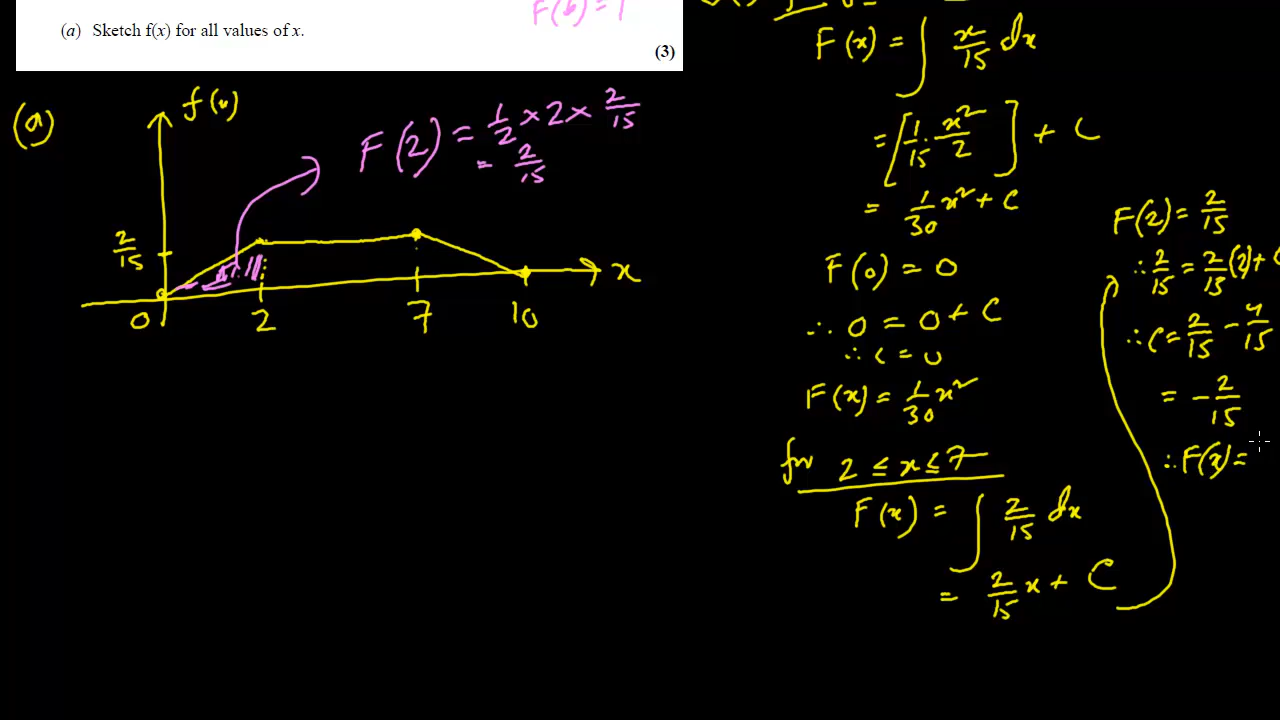 F(6)=1
(a) Sketch f(x) for all values of x.
(3)
(a)
f(x)
F(2) = 1/2 × 2 × 2/15
= 2/15
2/15
0 2 7 10 x
F(x) = ∫ x/15 dx
= [1/15 · x²/2] + C
= 1/30 x² + C
F(0) = 0
∴ 0 = 0 + C
∴ C = 0
F(x) = 1/30 x²
for 2 ≤ x ≤ 7
F(x) = ∫ 2/15 dx
= 2/15 x + C
F(2) = 2/15
∴ 2/15 = 2/15 (2) + C
∴ C = 2/15 - 4/15
= - 2/15
∴ F(x) =